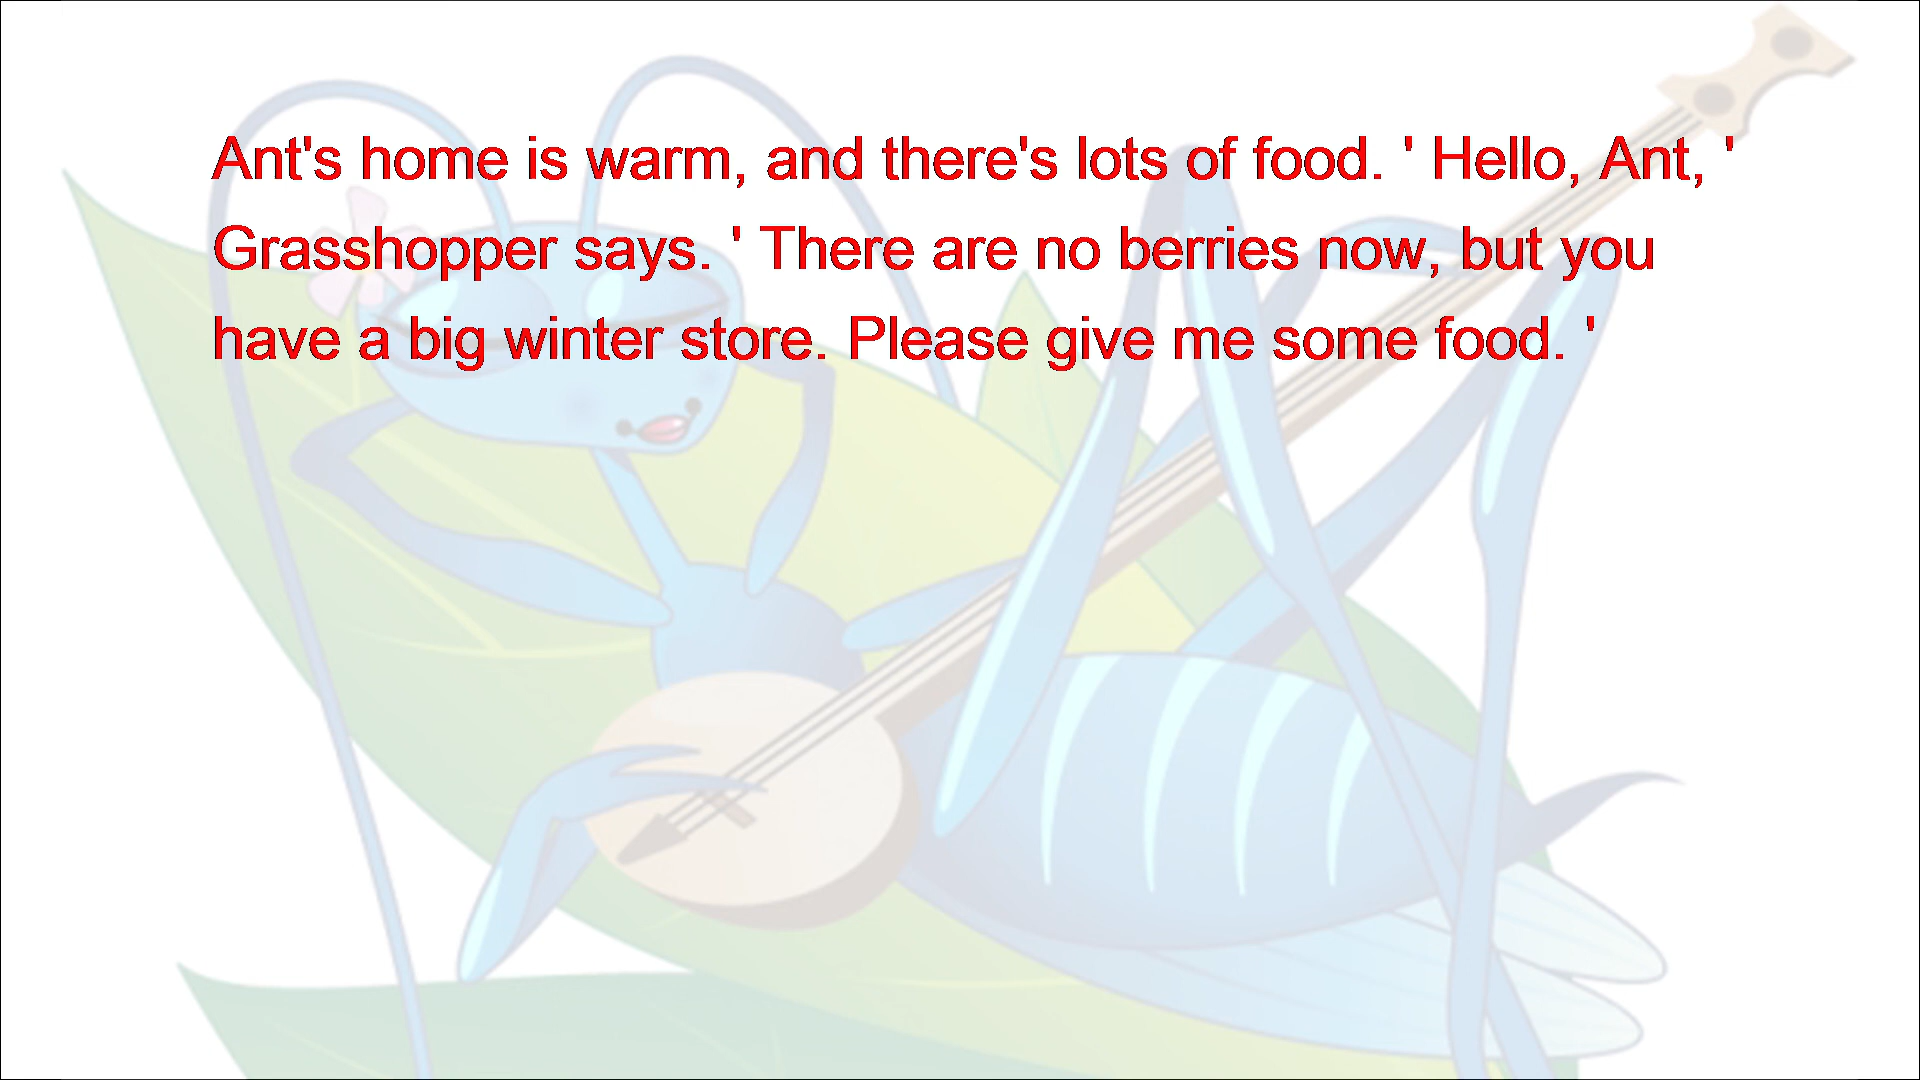 Ant's home is warm, and there's lots of food. ' Hello, Ant, '
Grasshopper says. ' There are no berries now, but you
have a big winter store. Please give me some food. '